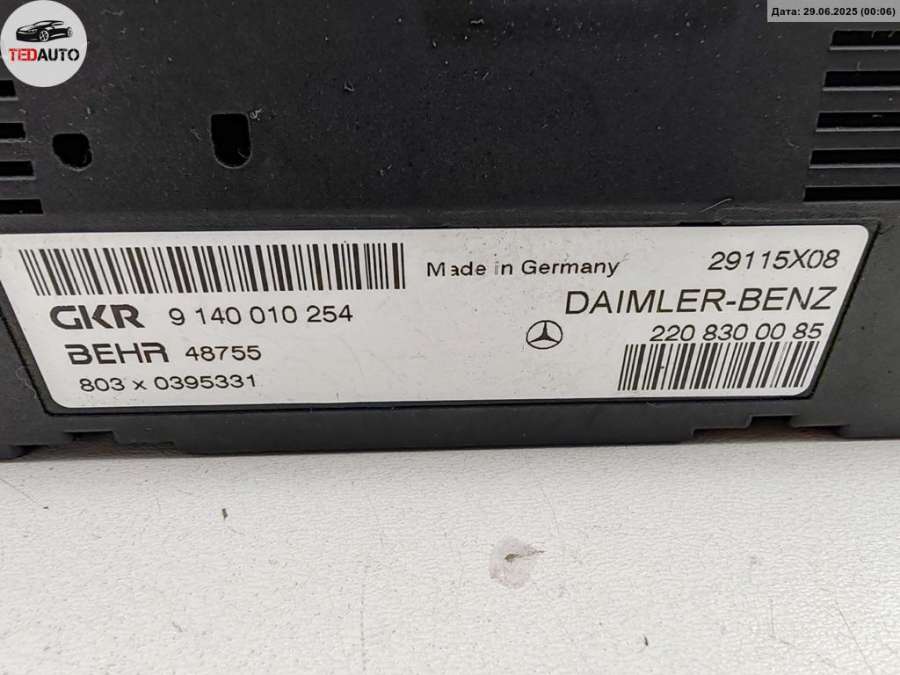 TEDAUTO
Дата: 29.06.2025 (00:06)
Made in Germany
29115X08
GKR 9 140 010 254
DAIMLER-BENZ
BEHR 48755
220 830 00 85
803 x 0395331